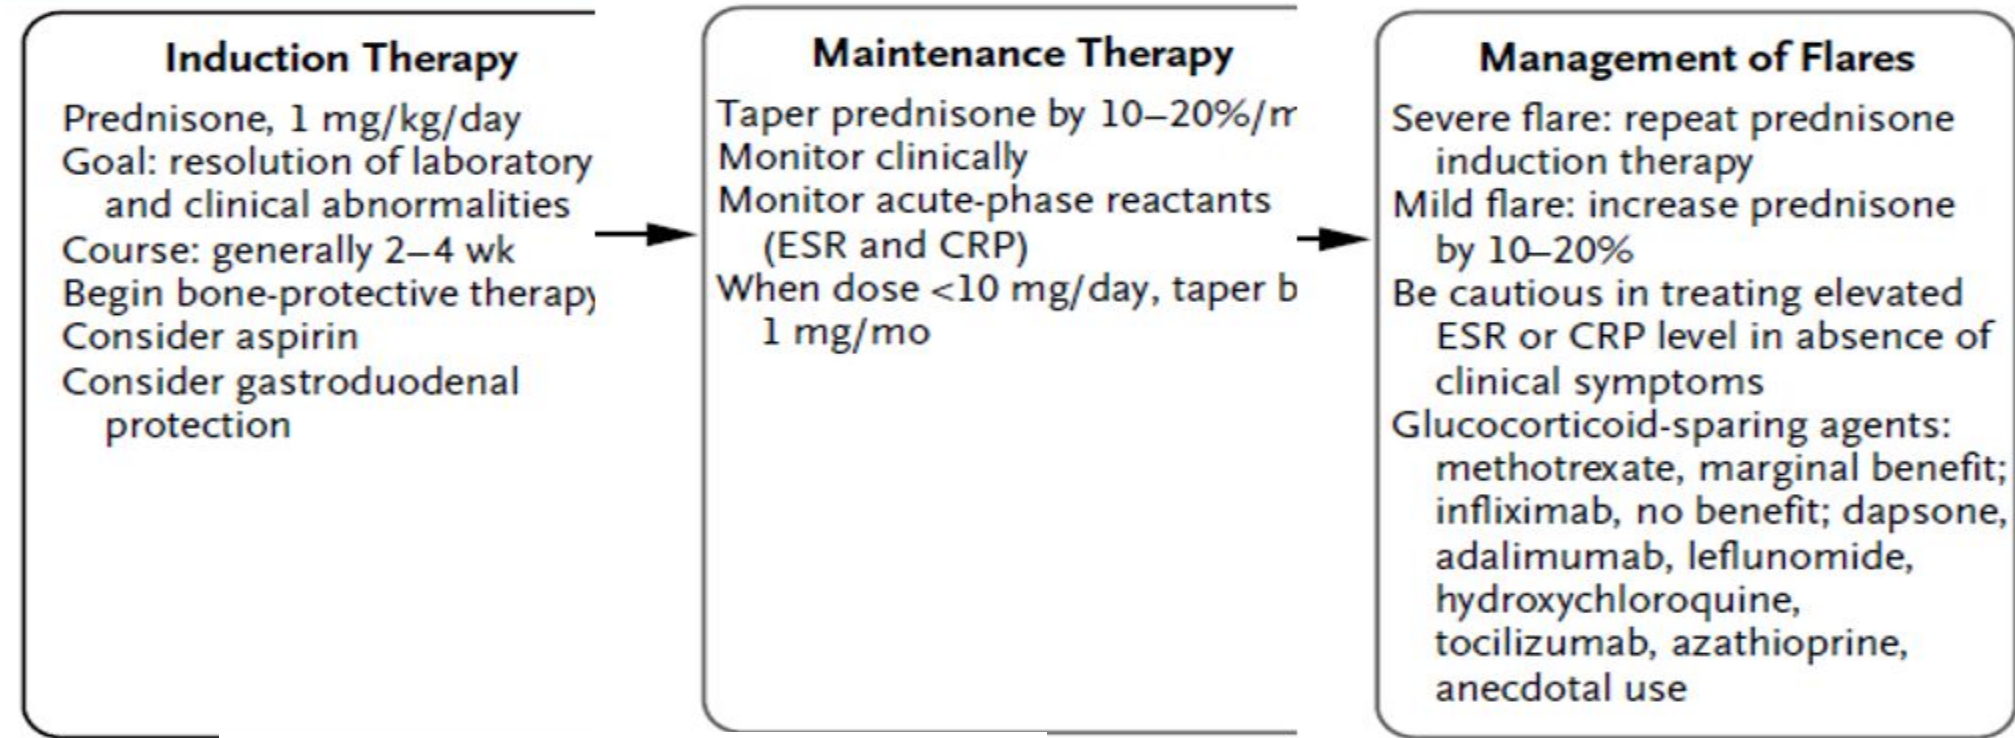 Induction Therapy
Prednisone, 1 mg/kg/day
Goal: resolution of laboratory
and clinical abnormalities
Course: generally 2–4 wk
Begin bone-protective therapy
Consider aspirin
Consider gastroduodenal
protection
Maintenance Therapy
Taper prednisone by 10–20%/m
Monitor clinically
Monitor acute-phase reactants
(ESR and CRP)
When dose <10 mg/day, taper b
1 mg/mo
Management of Flares
Severe flare: repeat prednisone
induction therapy
Mild flare: increase prednisone
by 10–20%
Be cautious in treating elevated
ESR or CRP level in absence of
clinical symptoms
Glucocorticoid-sparing agents:
methotrexate, marginal benefit;
infliximab, no benefit; dapsone,
adalimumab, leflunomide,
hydroxychloroquine,
tocilizumab, azathioprine,
anecdotal use